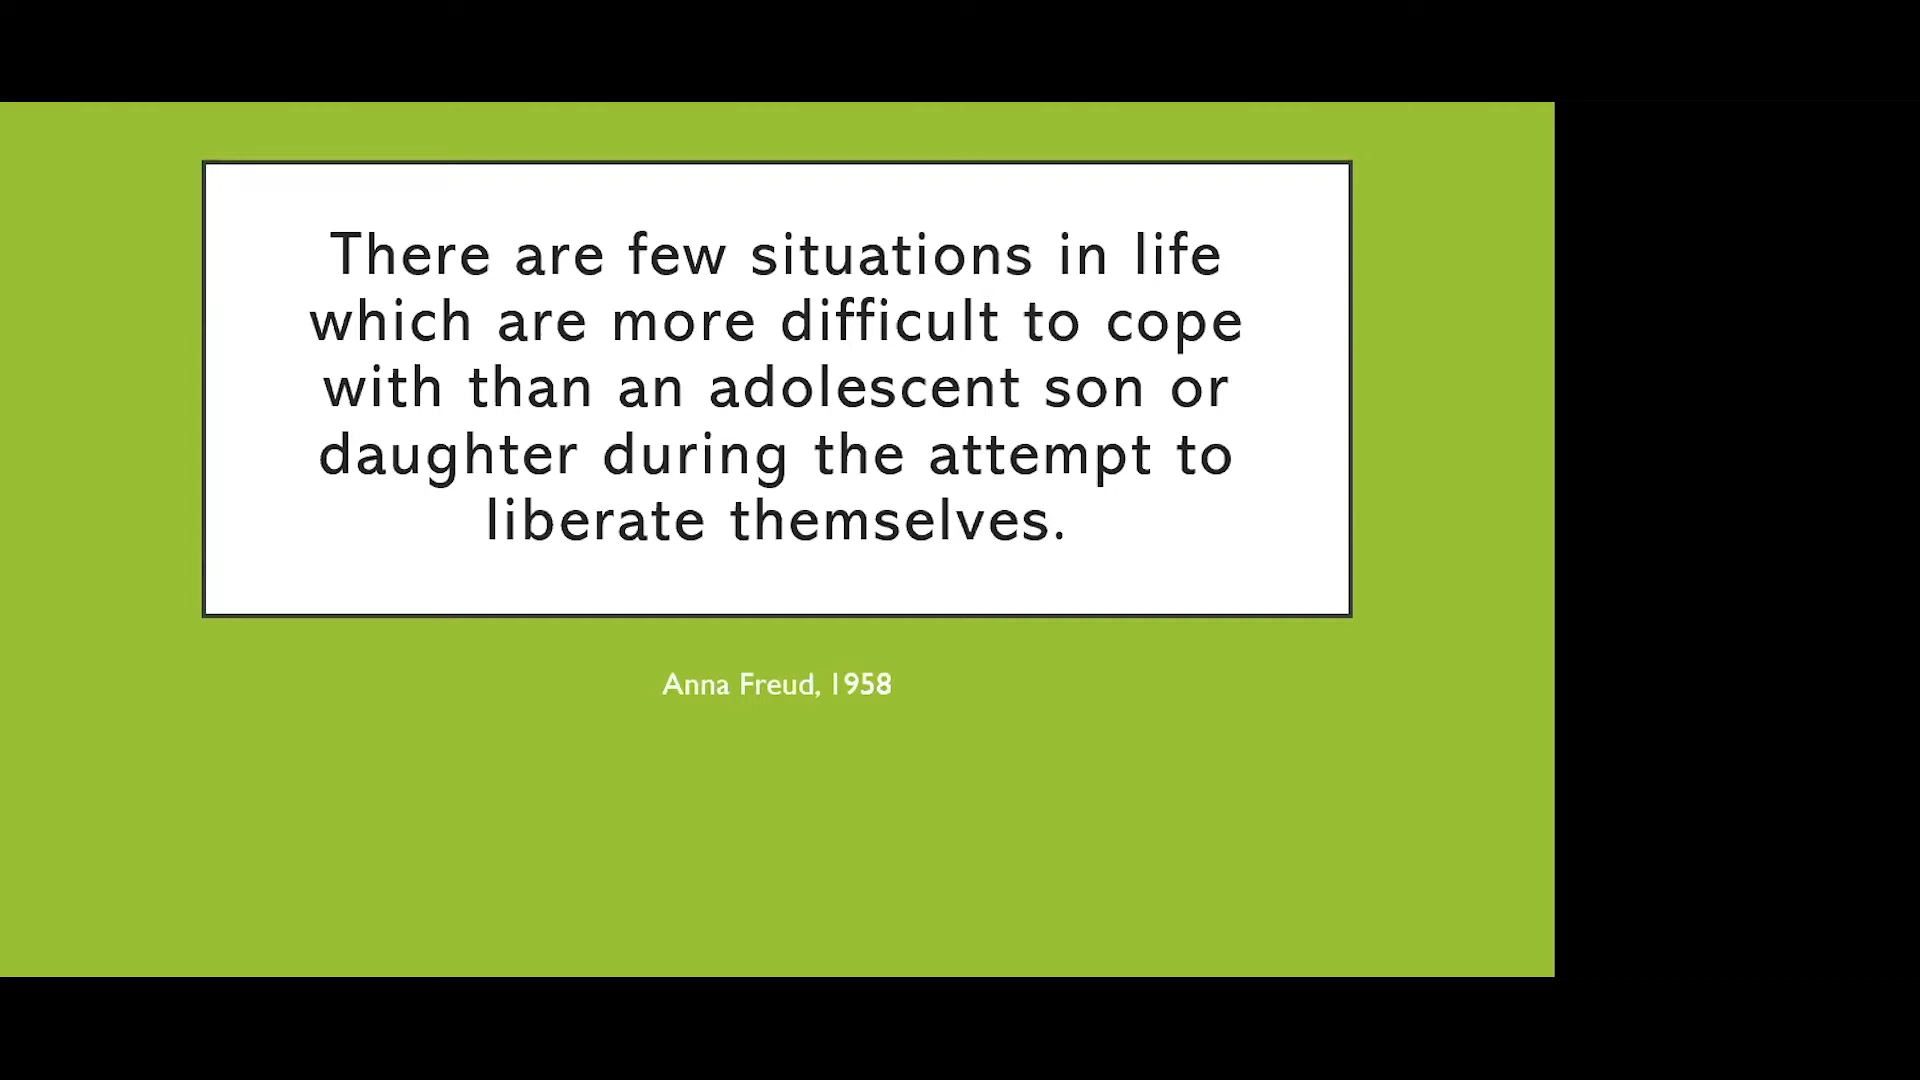 There are few situations in life
which are more difficult to cope
with than an adolescent son or
daughter during the attempt to
liberate themselves.
Anna Freud, 1958